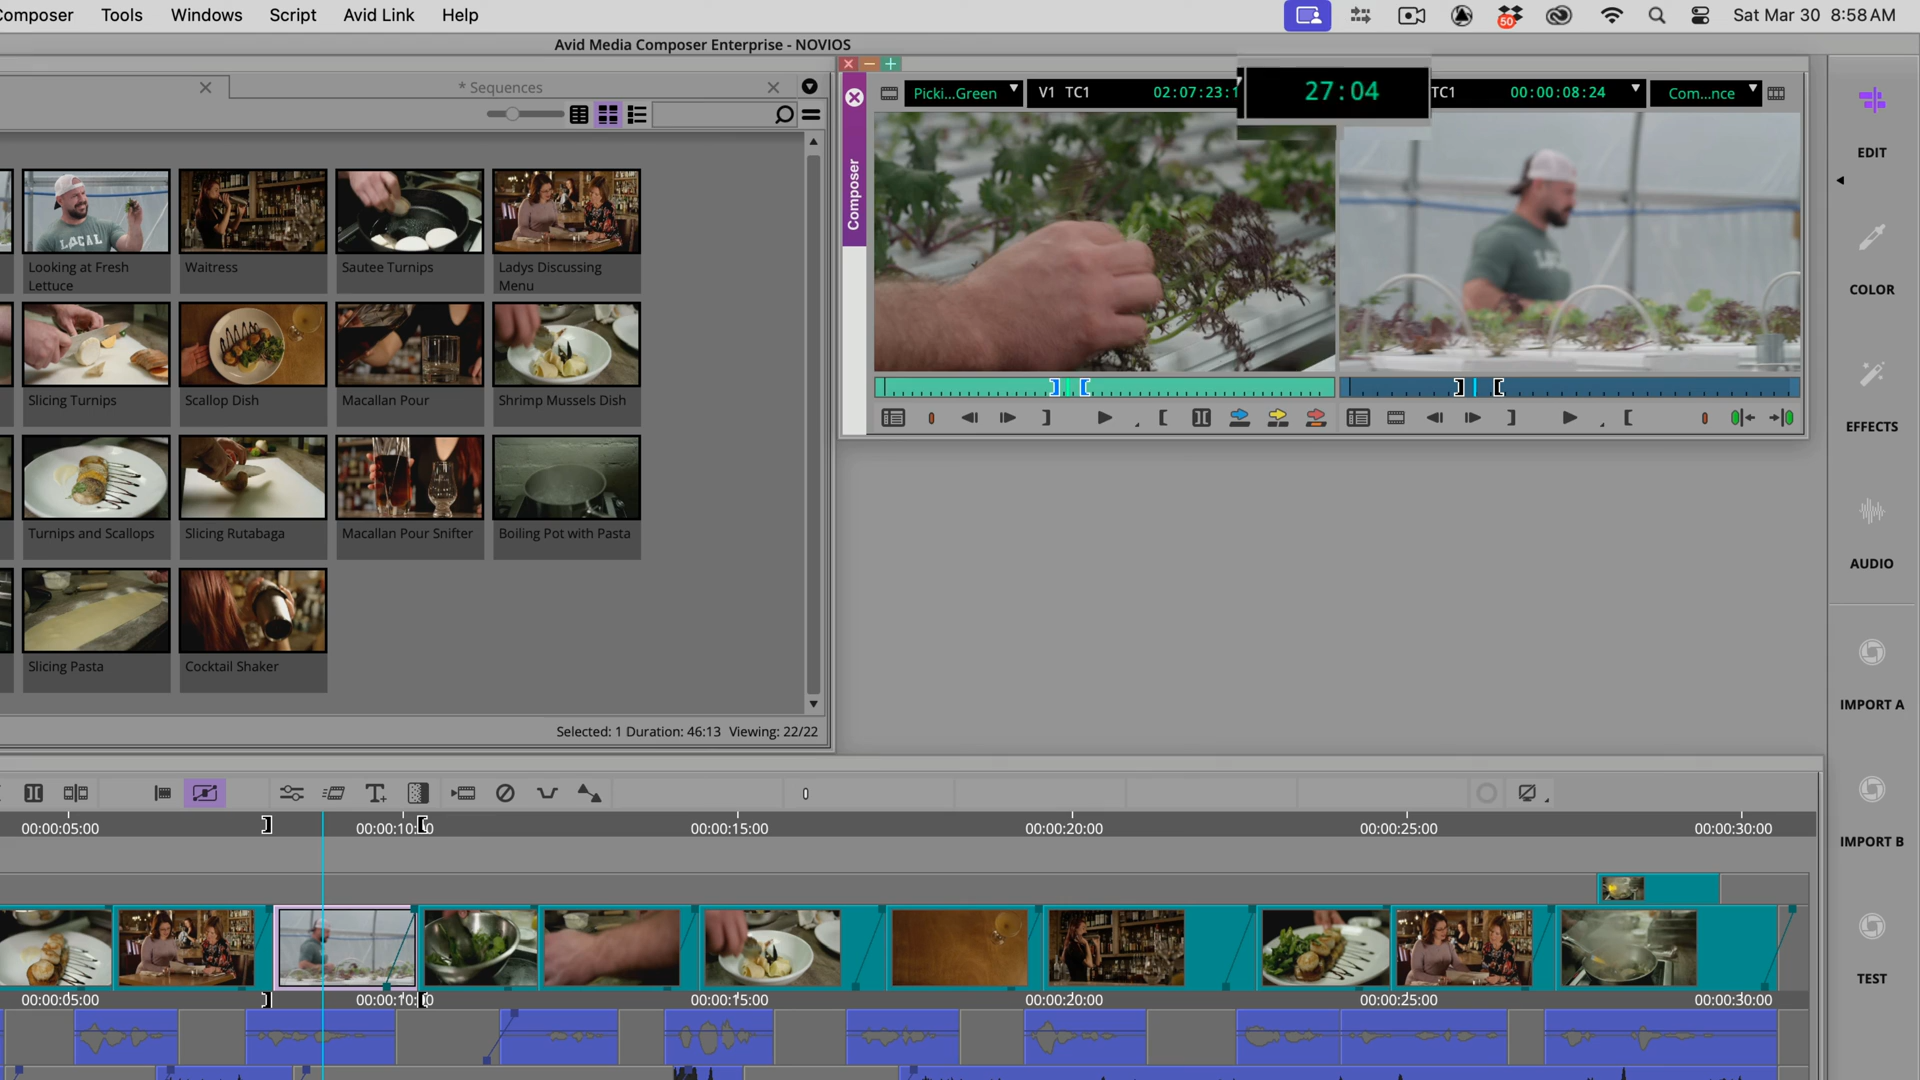 Composer Tools Windows Script Avid Link Help
50
Sat Mar 30 8:58 AM
Avid Media Composer Enterprise - NOVIOS
* Sequences
Composer
Picki...Green
V1 TC1
02:07:23:1
27:04
TC1
00:00:08:24
Com...nce
LOCAL
Looking at Fresh
Lettuce
Waitress
Sautee Turnips
Ladys Discussing
Menu
Slicing Turnips
Scallop Dish
Macallan Pour
Shrimp Mussels Dish
Turnips and Scallops
Slicing Rutabaga
Macallan Pour Snifter
Boiling Pot with Pasta
Slicing Pasta
Cocktail Shaker
Selected: 1 Duration: 46:13 Viewing: 22/22
EDIT
COLOR
EFFECTS
AUDIO
IMPORT A
IMPORT B
TEST
00:00:05:00
00:00:10:00
00:00:15:00
00:00:20:00
00:00:25:00
00:00:30:00
00:00:05:00
00:00:10:00
00:00:15:00
00:00:20:00
00:00:25:00
00:00:30:00